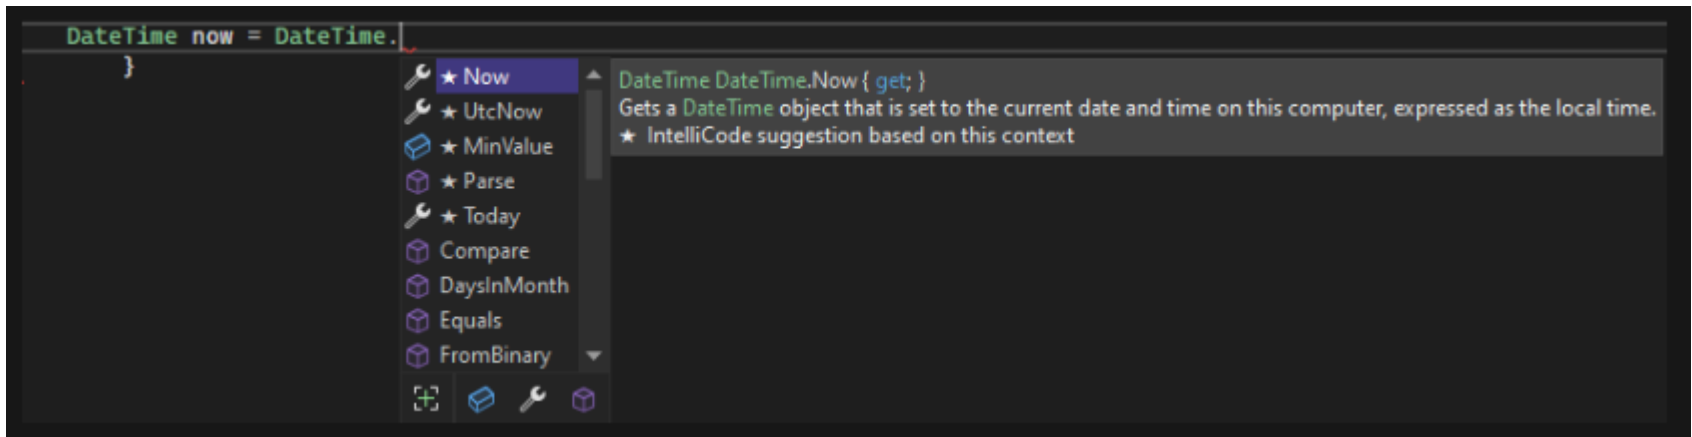 DateTime now = DateTime.
}
★ Now
★ UtcNow
★ MinValue
★ Parse
★ Today
Compare
DaysInMonth
Equals
FromBinary
DateTime DateTime.Now { get; }
Gets a DateTime object that is set to the current date and time on this computer, expressed as the local time.
★ IntelliCode suggestion based on this context